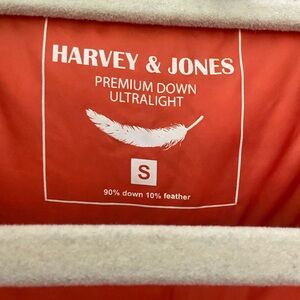 HARVEY & JONES
PREMIUM DOWN
ULTRALIGHT
S
90% down 10% feather